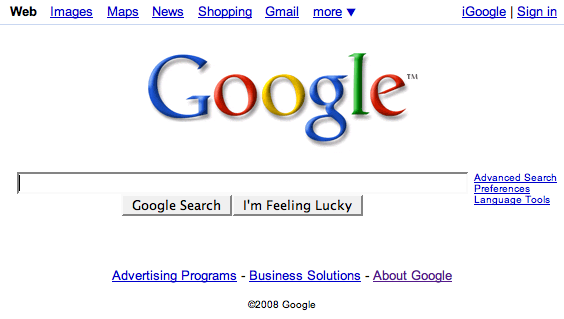 Web Images Maps News Shopping Gmail more ▼ iGoogle | Sign in
Google™
Advanced Search
Preferences
Language Tools
Google Search I'm Feeling Lucky
Advertising Programs - Business Solutions - About Google
©2008 Google